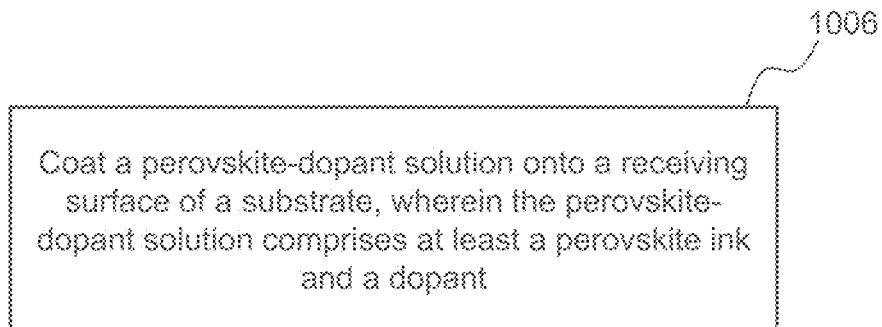 1006
Coat a perovskite-dopant solution onto a receiving
surface of a substrate, wherein the perovskite-
dopant solution comprises at least a perovskite ink
and a dopant